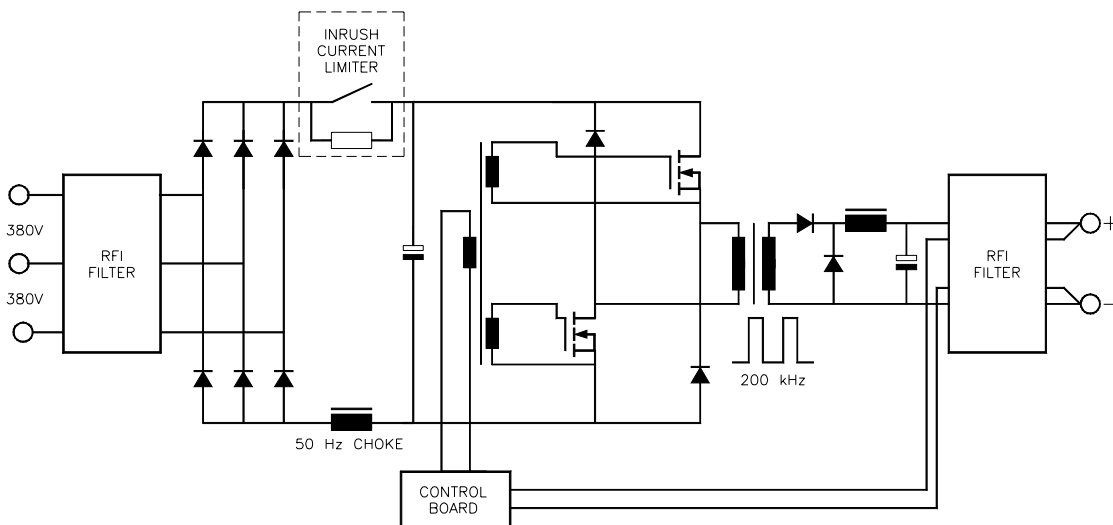 INRUSH
CURRENT
LIMITER
380V
380V
RFI
FILTER
50 Hz CHOKE
CONTROL
BOARD
200 kHz
RFI
FILTER
+
−